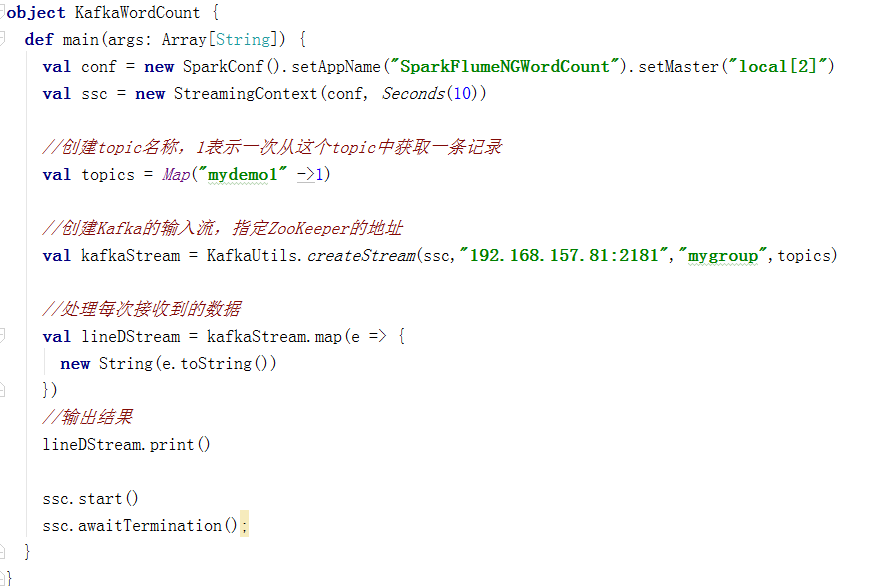 object KafkaWordCount {
def main(args: Array[String]) {
val conf = new SparkConf().setAppName("SparkFlumeNGWordCount").setMaster("local[2]")
val ssc = new StreamingContext(conf, Seconds(10))
//创建topic名称，1表示一次从这个topic中获取一条记录
val topics = Map("mydemo1" ->1)
//创建Kafka的输入流，指定ZooKeeper的地址
val kafkaStream = KafkaUtils.createStream(ssc,"192.168.157.81:2181","mygroup",topics)
//处理每次接收到的数据
val lineDStream = kafkaStream.map(e => {
new String(e.toString())
})
//输出结果
lineDStream.print()
ssc.start()
ssc.awaitTermination();
}
}